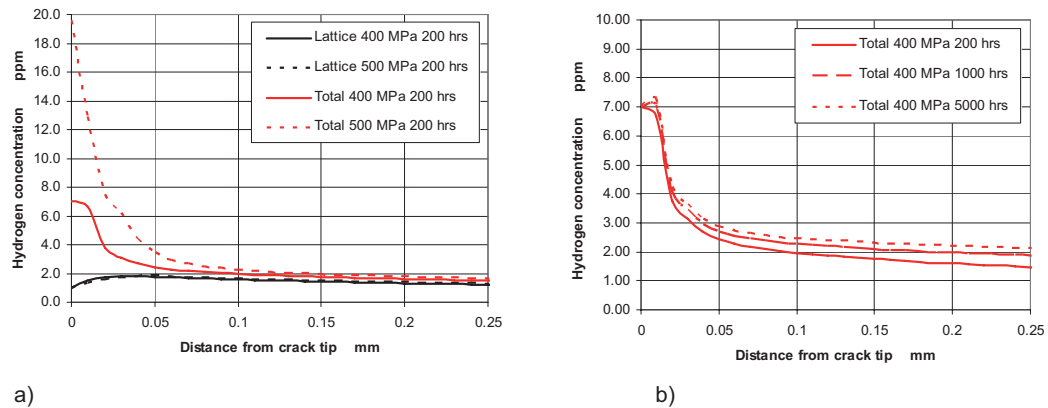 20.0
18.0
16.0
14.0
12.0
10.0
8.0
6.0
4.0
2.0
0.0
Hydrogen concentration ppm
Lattice 400 MPa 200 hrs
Lattice 500 MPa 200 hrs
Total 400 MPa 200 hrs
Total 500 MPa 200 hrs
0 0.05 0.1 0.15 0.2 0.25
Distance from crack tip mm
a)
10.00
9.00
8.00
7.00
6.00
5.00
4.00
3.00
2.00
1.00
0.00
Hydrogen concentration ppm
Total 400 MPa 200 hrs
Total 400 MPa 1000 hrs
Total 400 MPa 5000 hrs
0 0.05 0.1 0.15 0.2 0.25
Distance from crack tip mm
b)